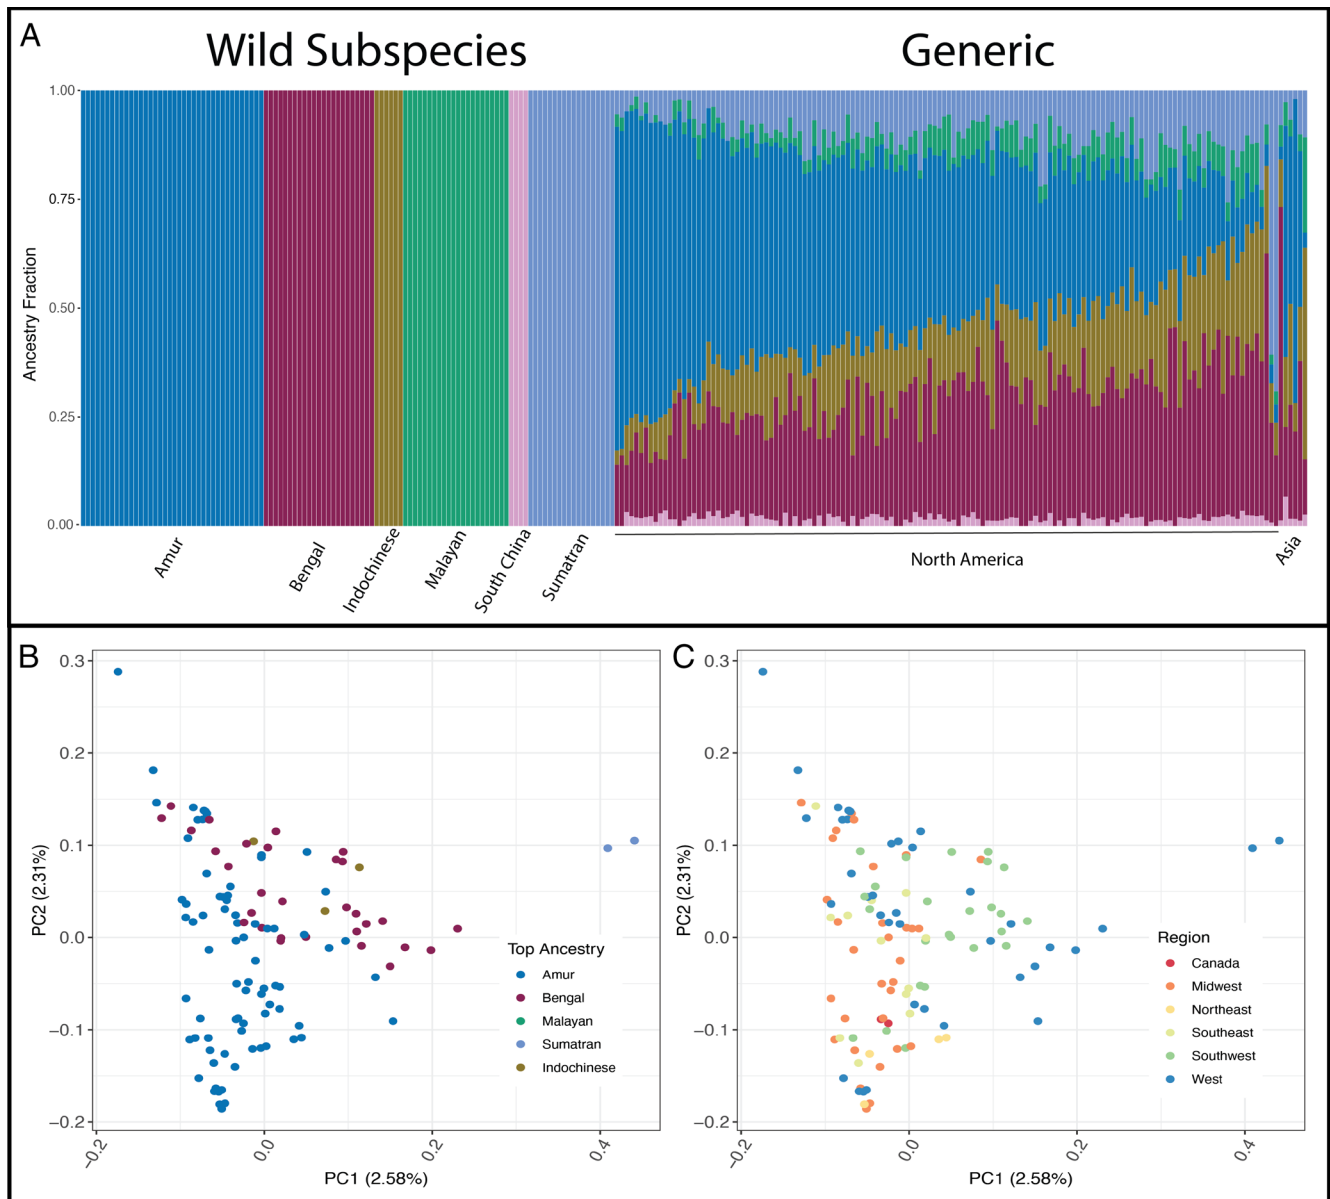 A
Wild Subspecies
Generic
Ancestry Fraction
1.00
0.75
0.50
0.25
0.00
Amur
Bengal
Indochinese
Malayan
South China
Sumatran
North America
Asia
B
PC2 (2.31%)
0.3
0.2
0.1
0.0
−0.1
−0.2
−0.2
0.0
0.2
0.4
PC1 (2.58%)
Top Ancestry
Amur
Bengal
Malayan
Sumatran
Indochinese
C
PC2 (2.31%)
0.3
0.2
0.1
0.0
−0.1
−0.2
−0.2
0.0
0.2
0.4
PC1 (2.58%)
Region
Canada
Midwest
Northeast
Southeast
Southwest
West